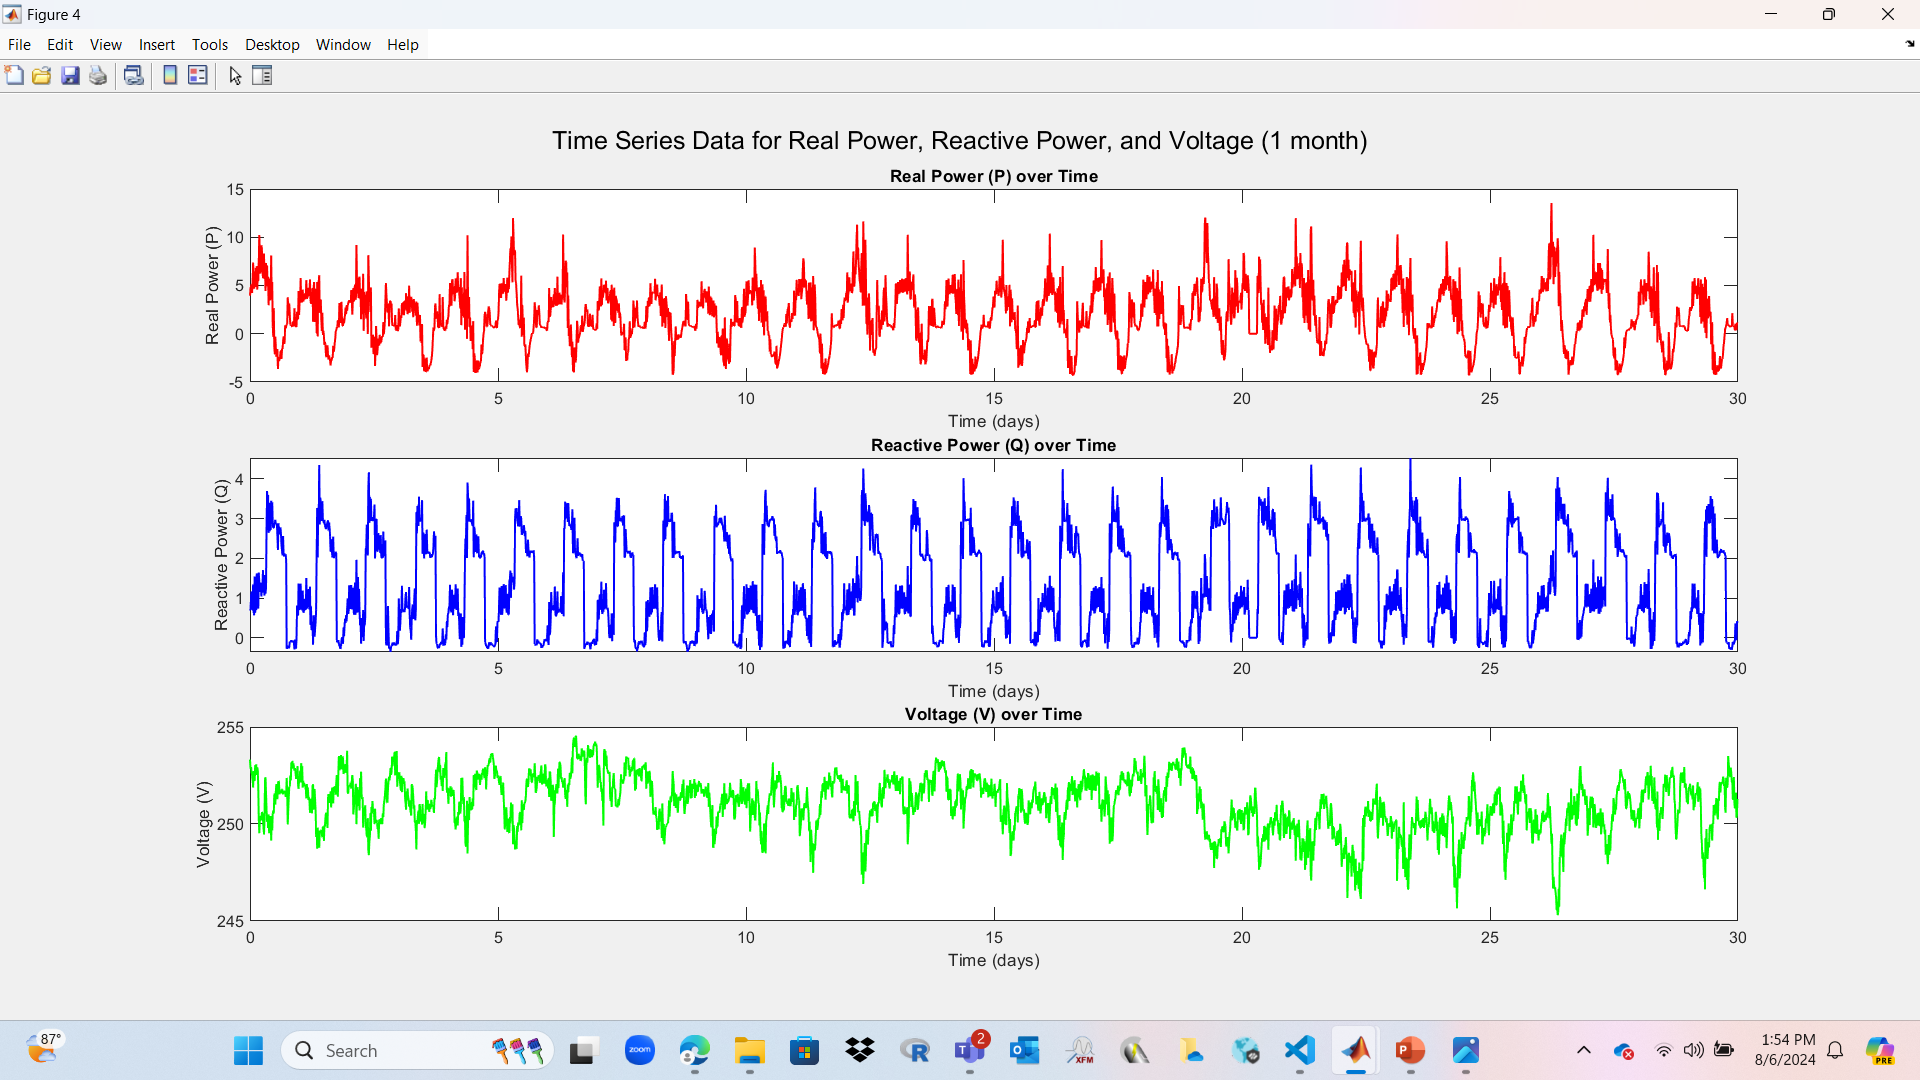 Figure 4
File Edit View Insert Tools Desktop Window Help
Time Series Data for Real Power, Reactive Power, and Voltage (1 month)
Real Power (P) over Time
Real Power (P)
15
10
5
0
-5
0 5 10 15 20 25 30
Time (days)
Reactive Power (Q) over Time
Reactive Power (Q)
4
3
2
1
0
0 5 10 15 20 25 30
Time (days)
Voltage (V) over Time
Voltage (V)
255
250
245
0 5 10 15 20 25 30
Time (days)
87°
Search
zoom
2
XFM
1:54 PM
8/6/2024
PRE